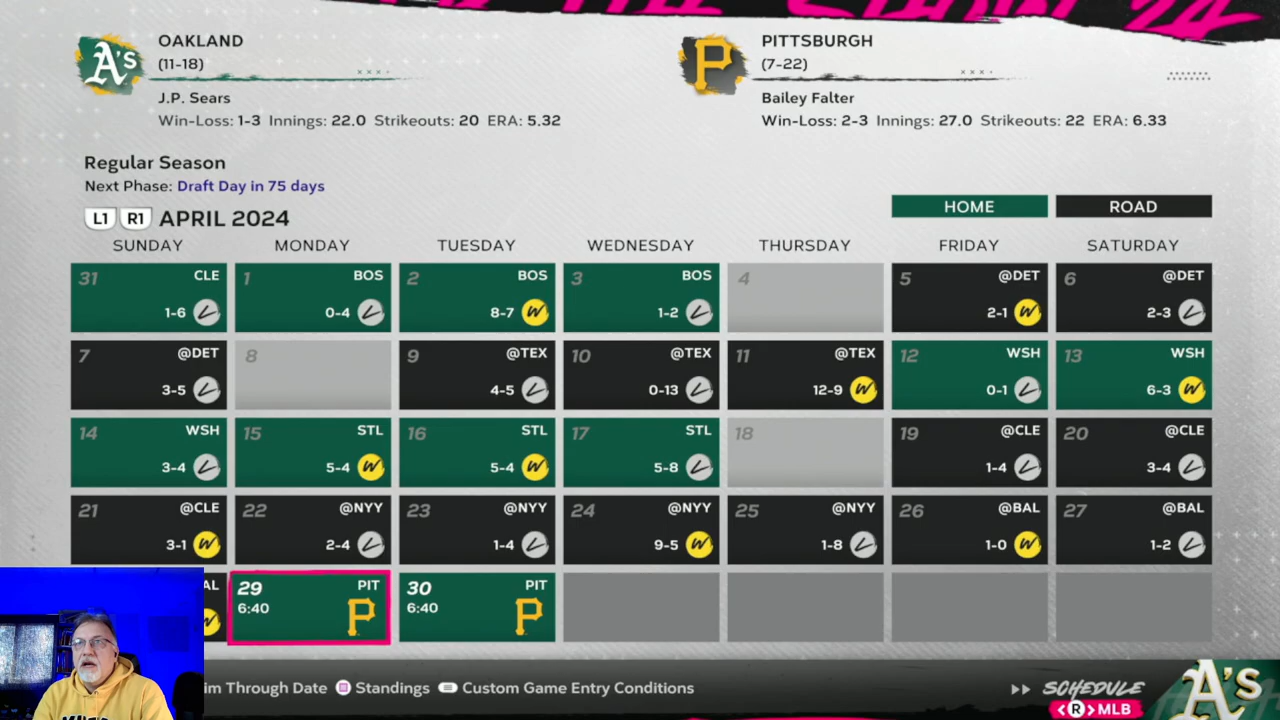 OAKLAND
(11-18)
J.P. Sears
Win-Loss: 1-3 Innings: 22.0 Strikeouts: 20 ERA: 5.32
PITTSBURGH
(7-22)
Bailey Falter
Win-Loss: 2-3 Innings: 27.0 Strikeouts: 22 ERA: 6.33
Regular Season
Next Phase: Draft Day in 75 days
L1 R1 APRIL 2024
HOME ROAD
SUNDAY MONDAY TUESDAY WEDNESDAY THURSDAY FRIDAY SATURDAY
31 CLE 1 BOS 2 BOS 3 BOS 4 5 @DET 6 @DET
1-6 L 0-4 L 8-7 W 1-2 L 2-1 W 2-3 L
7 @DET 8 9 @TEX 10 @TEX 11 @TEX 12 WSH 13 WSH
3-5 L 4-5 L 0-13 L 12-9 W 0-1 L 6-3 W
14 WSH 15 STL 16 STL 17 STL 18 19 @CLE 20 @CLE
3-4 L 5-4 W 5-4 W 5-8 L 1-4 L 3-4 L
21 @CLE 22 @NYY 23 @NYY 24 @NYY 25 @NYY 26 @BAL 27 @BAL
3-1 W 2-4 L 1-4 L 9-5 W 1-8 L 1-0 W 1-2 L
AL 29 PIT 30 PIT
W 6:40 P 6:40 P
im Through Date Standings Custom Game Entry Conditions
SCHEDULE
<R> MLB
A's